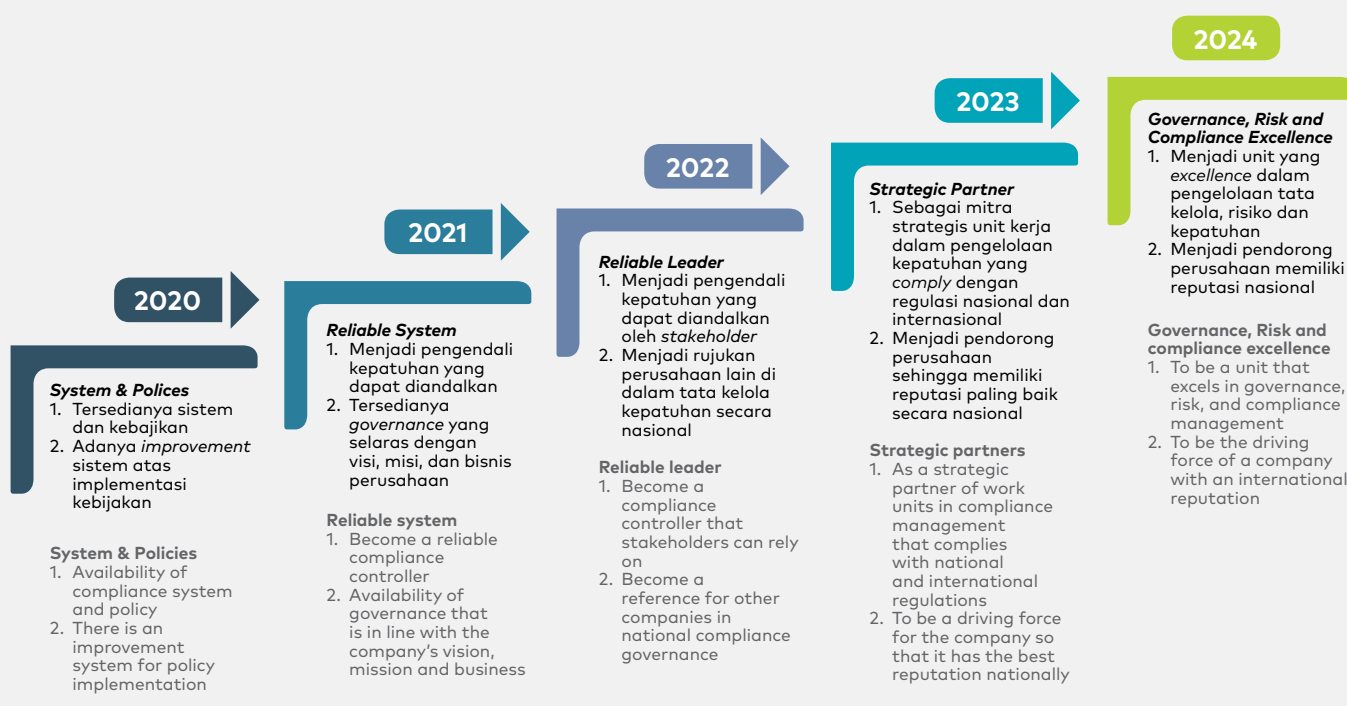 2020
System & Polices
1. Tersedianya sistem
dan kebajikan
2. Adanya improvement
sistem atas
implementasi
kebijakan
System & Policies
1. Availability of
compliance system
and policy
2. There is an
improvement
system for policy
implementation
2021
Reliable System
1. Menjadi pengendali
kepatuhan yang
dapat diandalkan
2. Tersedianya
governance yang
selaras dengan
visi, misi, dan bisnis
perusahaan
Reliable system
1. Become a reliable
compliance
controller
2. Availability of
governance that
is in line with the
company's vision,
mission and business
2022
Reliable Leader
1. Menjadi pengendali
kepatuhan yang
dapat diandalkan
oleh stakeholder
2. Menjadi rujukan
perusahaan lain di
dalam tata kelola
kepatuhan secara
nasional
Reliable leader
1. Become a
compliance
controller that
stakeholders can rely
on
2. Become a
reference for other
companies in
national compliance
governance
2023
Strategic Partner
1. Sebagai mitra
strategis unit kerja
dalam pengelolaan
kepatuhan yang
comply dengan
regulasi nasional dan
internasional
2. Menjadi pendorong
perusahaan
sehingga memiliki
reputasi paling baik
secara nasional
Strategic partners
1. As a strategic
partner of work
units in compliance
management
that complies
with national
and international
regulations
2. To be a driving force
for the company so
that it has the best
reputation nationally
2024
Governance, Risk and
Compliance Excellence
1. Menjadi unit yang
excellence dalam
pengelolaan tata
kelola, risiko dan
kepatuhan
2. Menjadi pendorong
perusahaan memiliki
reputasi nasional
Governance, Risk and
compliance excellence
1. To be a unit that
excels in governance,
risk, and compliance
management
2. To be the driving
force of a company
with an international
reputation